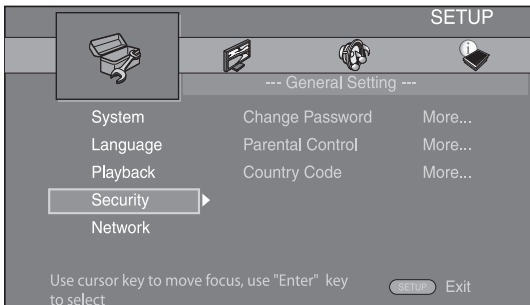 SETUP
--- General Setting ---
System Change Password More...
Language Parental Control More...
Playback Country Code More...
Security
Network
Use cursor key to move focus, use "Enter" key
to select
SETUP Exit